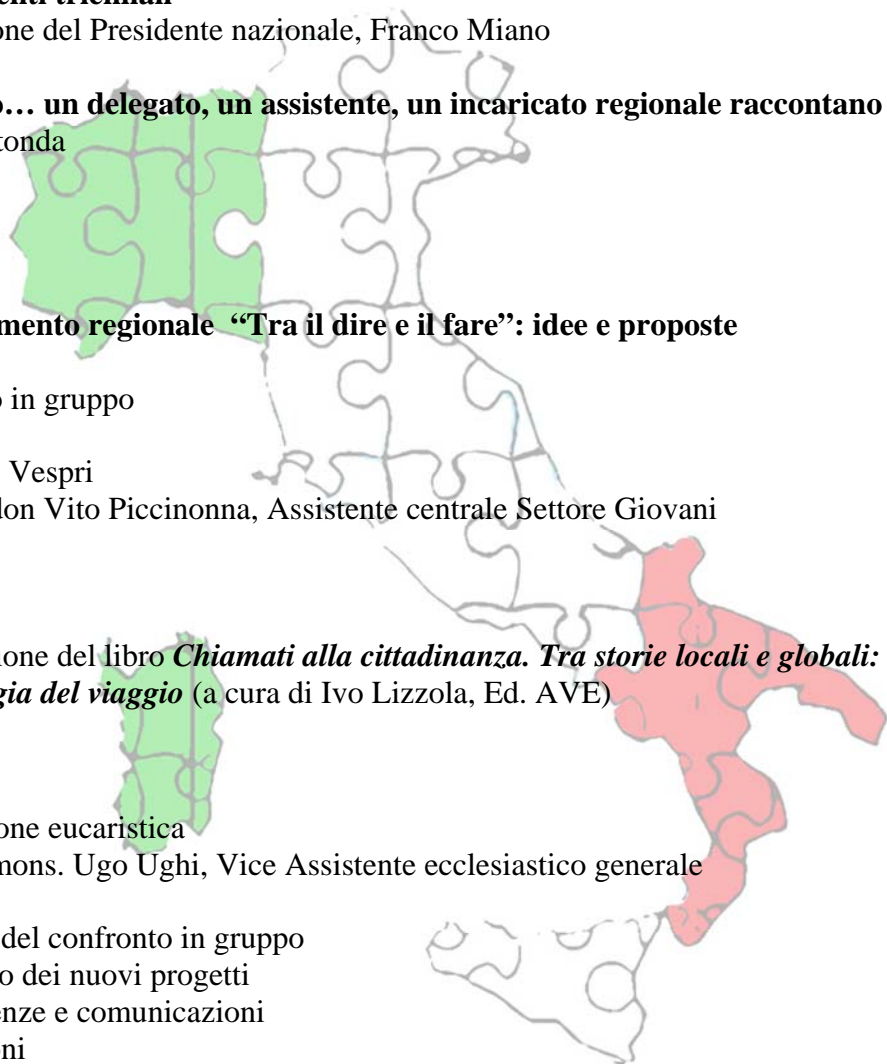 enti triennali
one del Presidente nazionale, Franco Miano
o… un delegato, un assistente, un incaricato regionale raccontano
tonda
mento regionale “Tra il dire e il fare”: idee e proposte
o in gruppo
Vespri
don Vito Piccinonna, Assistente centrale Settore Giovani
ione del libro Chiamati alla cittadinanza. Tra storie locali e globali:
gia del viaggio (a cura di Ivo Lizzola, Ed. AVE)
one eucaristica
mons. Ugo Ughi, Vice Assistente ecclesiastico generale
del confronto in gruppo
o dei nuovi progetti
enze e comunicazioni
oni